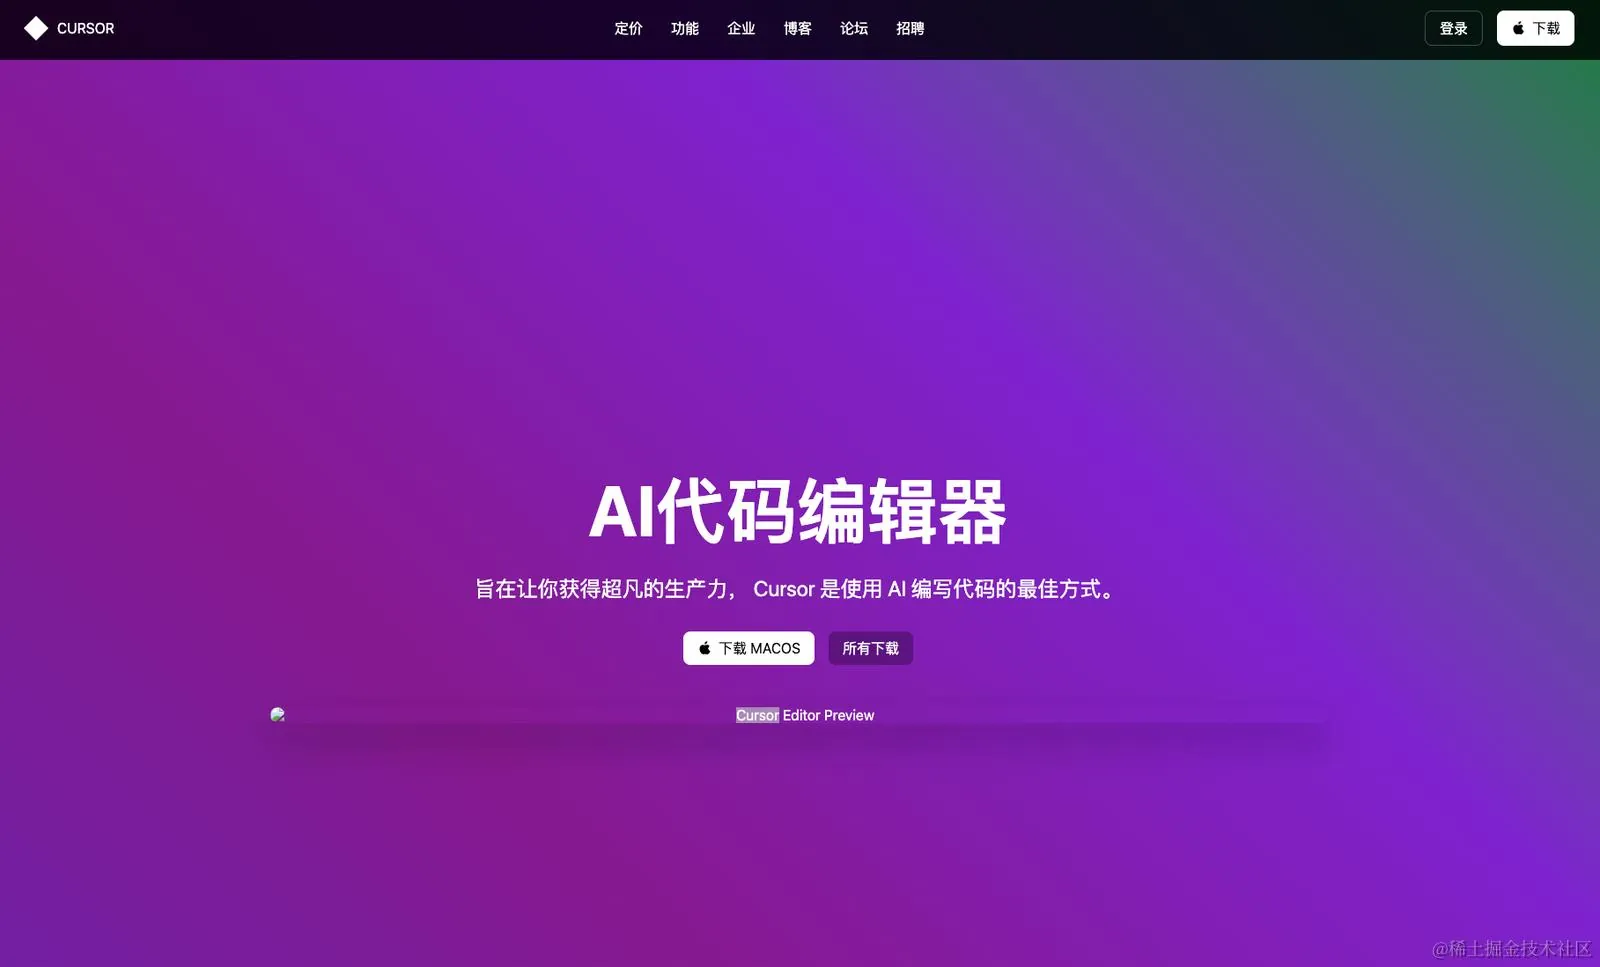 CURSOR 定价 功能 企业 博客 论坛 招聘 登录 下载
AI代码编辑器
旨在让你获得超凡的生产力， Cursor 是使用 AI 编写代码的最佳方式。
下载 MACOS 所有下载
Cursor Editor Preview
@稀土掘金技术社区